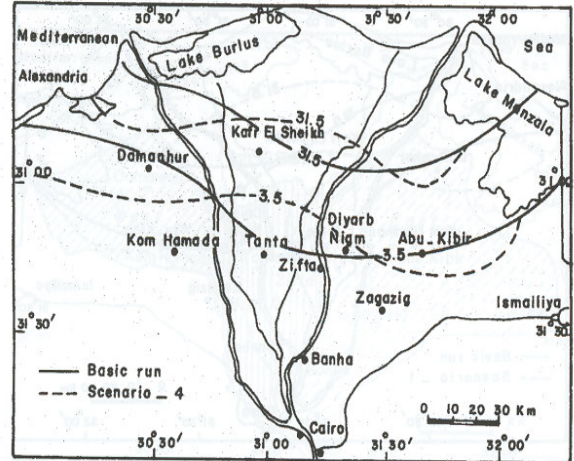 30 30' 31 00 31 30' 32 00
Mediterranean
Sea
Lake Burlus
Alexandria
Lake Manzala
31.5
Kafr El Sheikh
31.5
Damanhur
31 00
31 00
3.5
Diyarb
Kom Hamada Tanta Nigm Abu_Kibir
3.5
Zifta
Zagazig
Ismailiya
31 30'
31 30'
Banha
Basic run
Scenario _ 4
0 10 20 30 Km
Cairo
30 30' 31 00 31 30' 32 00